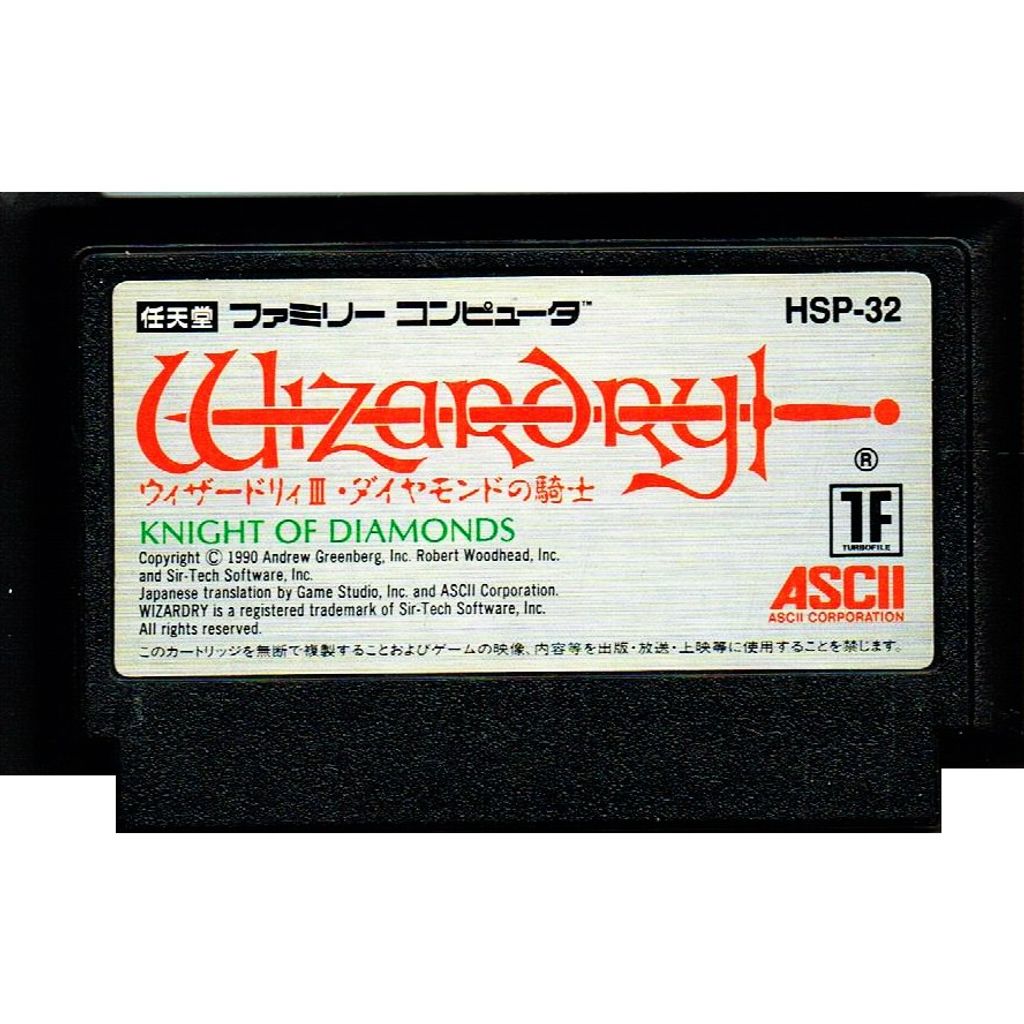 任天堂 ファミリー コンピュータ™ HSP-32
Wizardry
®
ウィザードリィⅢ・ダイヤモンドの騎士
KNIGHT OF DIAMONDS
TF
TURBOFILE
Copyright © 1990 Andrew Greenberg, Inc. Robert Woodhead, Inc.
and Sir-Tech Software, Inc.
Japanese translation by Game Studio, Inc. and ASCII Corporation.
WIZARDRY is a registered trademark of Sir-Tech Software, Inc.
All rights reserved.
ASCII
ASCII CORPORATION
このカートリッジを無断で複製することおよびゲームの映像、内容等を出版・放送・上映等に使用することを禁じます。